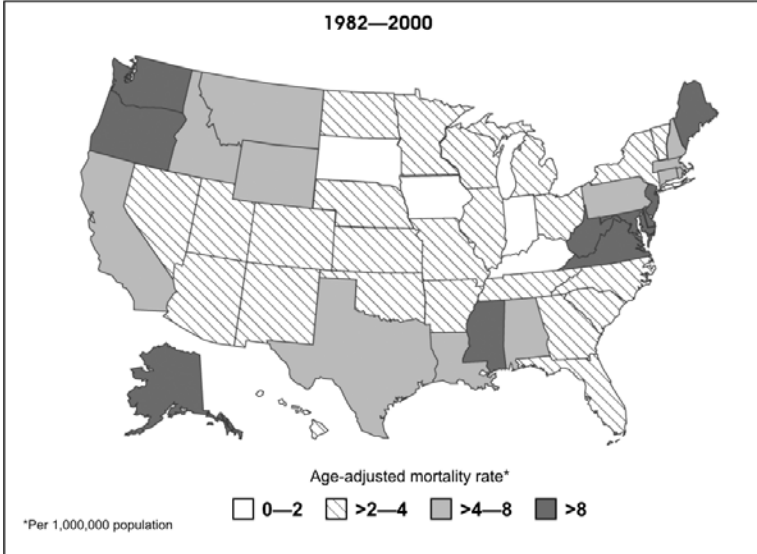 1982—2000
Age-adjusted mortality rate*
0—2 >2—4 >4—8 >8
*Per 1,000,000 population